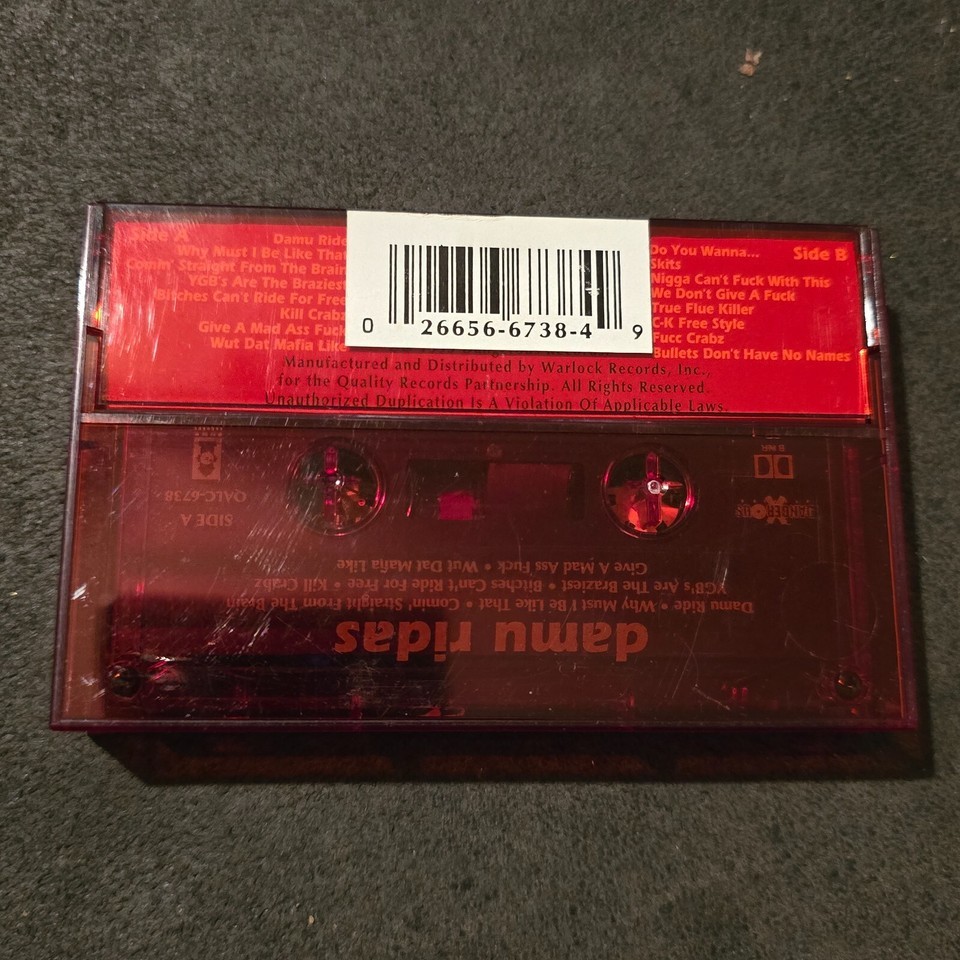 Side A
Damu Ride
Why Must I Be Like That
Comin' Straight From The Brain
YGB's Are The Braziest
Bitches Can't Ride For Free
Kill Crabz
Give A Mad Ass Fuck
Wut Dat Mafia Like
0 26656-6738-4 9
Side B
Do You Wanna...
Skits
Nigga Can't Fuck With This
We Don't Give A Fuck
True Flue Killer
C-K Free Style
Fucc Crabz
Bullets Don't Have No Names
Manufactured and Distributed by Warlock Records, Inc.,
for the Quality Records Partnership. All Rights Reserved.
Unauthorized Duplication Is A Violation Of Applicable Laws.
damu ridas
Damu Ride • Why Must I Be Like That • Comin' Straight From The Brain
YGB's Are The Braziest • Bitches Can't Ride For Free • Kill Crabz
Give A Mad Ass Fuck • Wut Dat Mafia Like
SIDE A
QALC-6738